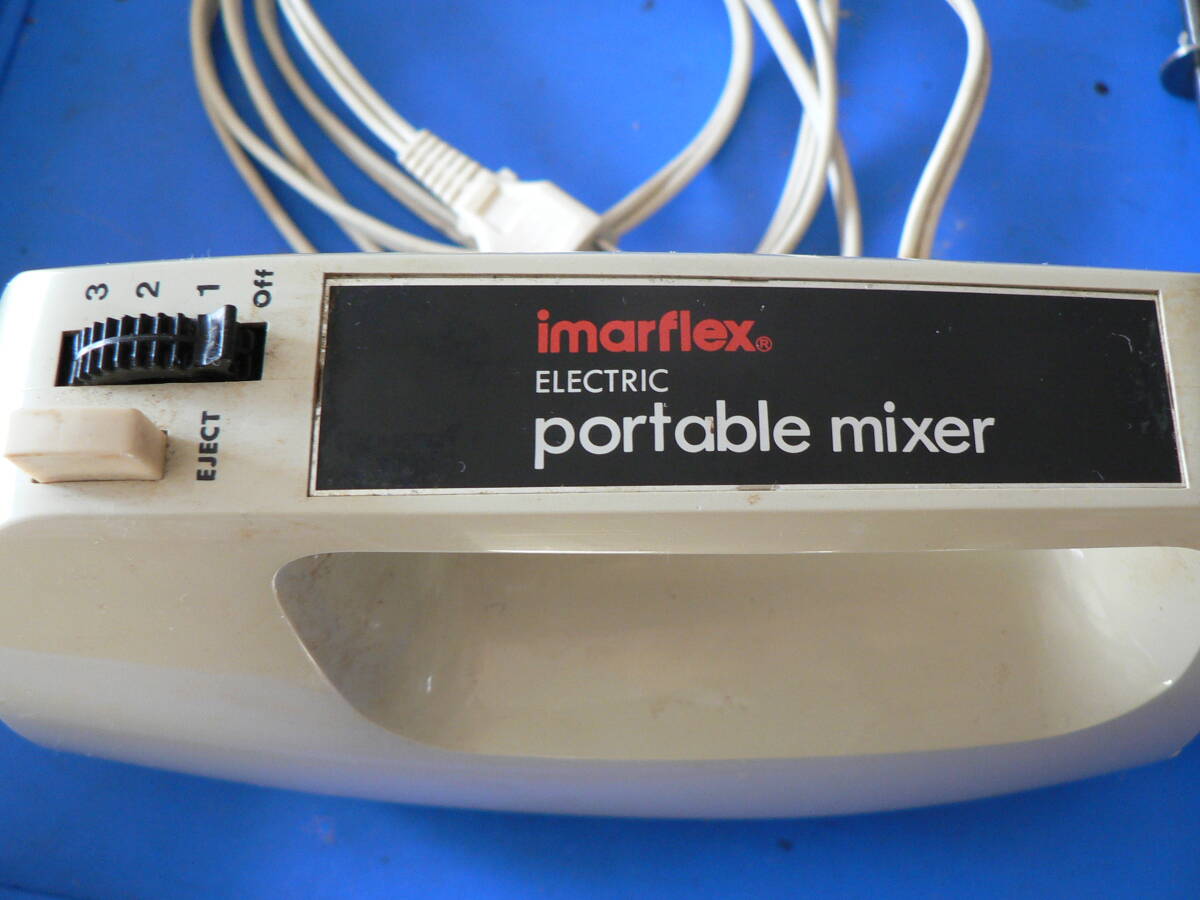 3 2 1 Off
EJECT
imarflex®
ELECTRIC
portable mixer